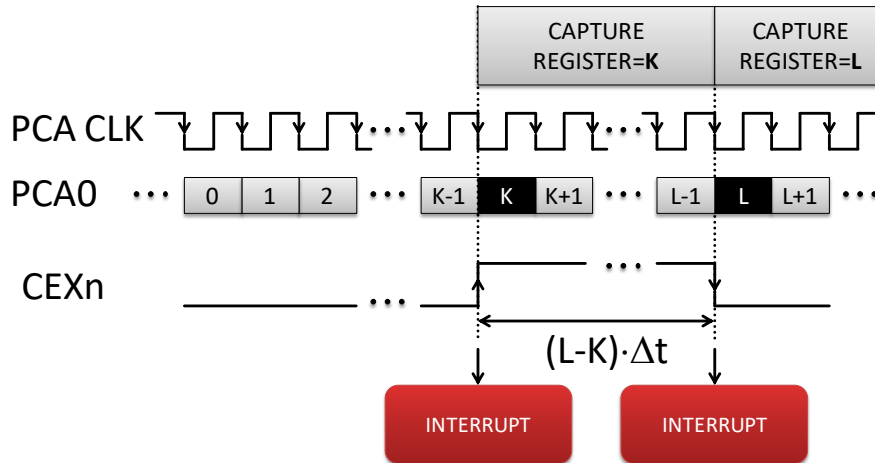 CAPTURE
REGISTER=K
CAPTURE
REGISTER=L
PCA CLK
PCA0 ••• 0 1 2 ••• K-1 K K+1 ••• L-1 L L+1 •••
CEXn
(L-K)·Δt
INTERRUPT
INTERRUPT